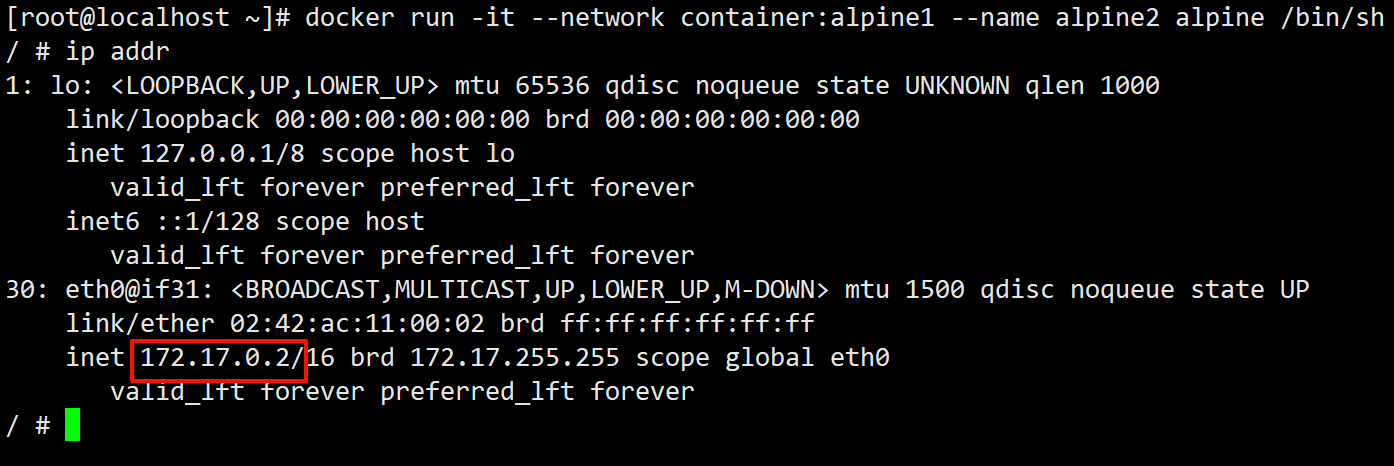 [root@localhost ~]# docker run -it --network container:alpine1 --name alpine2 alpine /bin/sh
/ # ip addr
1: lo: <LOOPBACK,UP,LOWER_UP> mtu 65536 qdisc noqueue state UNKNOWN qlen 1000
    link/loopback 00:00:00:00:00:00 brd 00:00:00:00:00:00
    inet 127.0.0.1/8 scope host lo
       valid_lft forever preferred_lft forever
    inet6 ::1/128 scope host
       valid_lft forever preferred_lft forever
30: eth0@if31: <BROADCAST,MULTICAST,UP,LOWER_UP,M-DOWN> mtu 1500 qdisc noqueue state UP
    link/ether 02:42:ac:11:00:02 brd ff:ff:ff:ff:ff:ff
    inet 172.17.0.2/16 brd 172.17.255.255 scope global eth0
       valid_lft forever preferred_lft forever
/ #